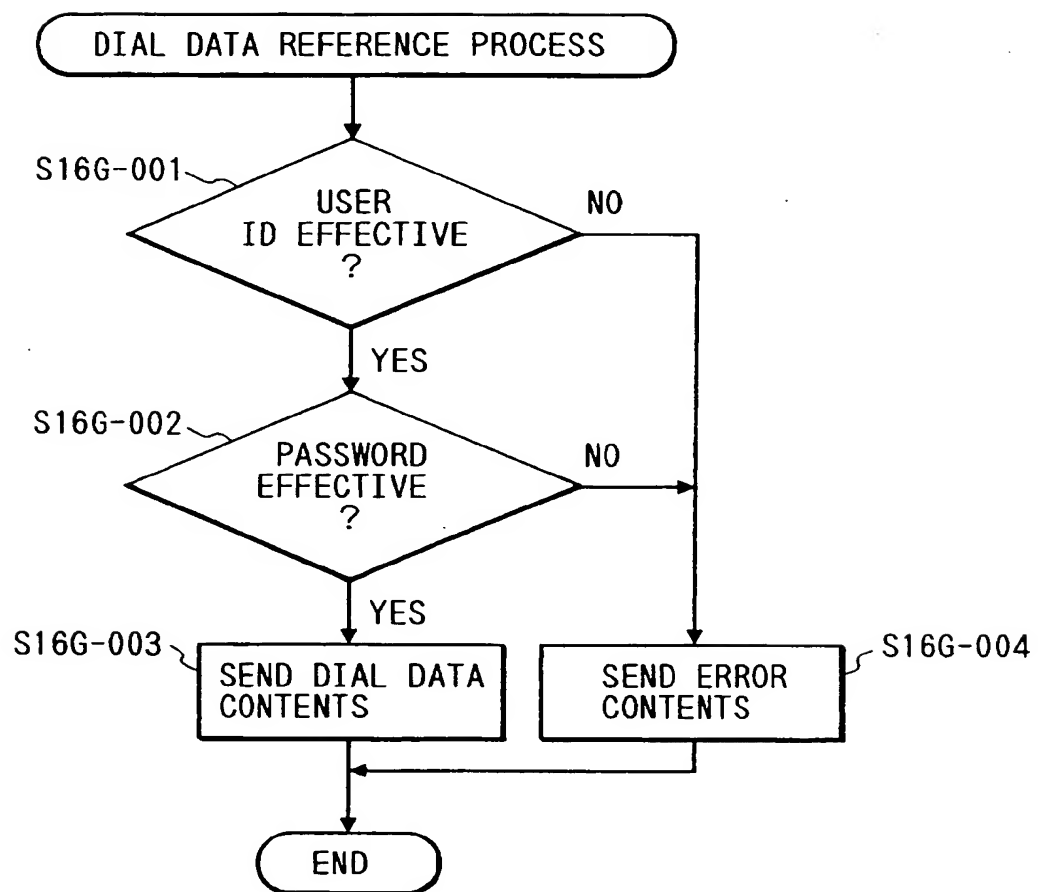 DIAL DATA REFERENCE PROCESS
S16G-001
USER
ID EFFECTIVE
?
NO
YES
S16G-002
PASSWORD
EFFECTIVE
?
NO
YES
S16G-003
SEND DIAL DATA
CONTENTS
SEND ERROR
CONTENTS
S16G-004
END